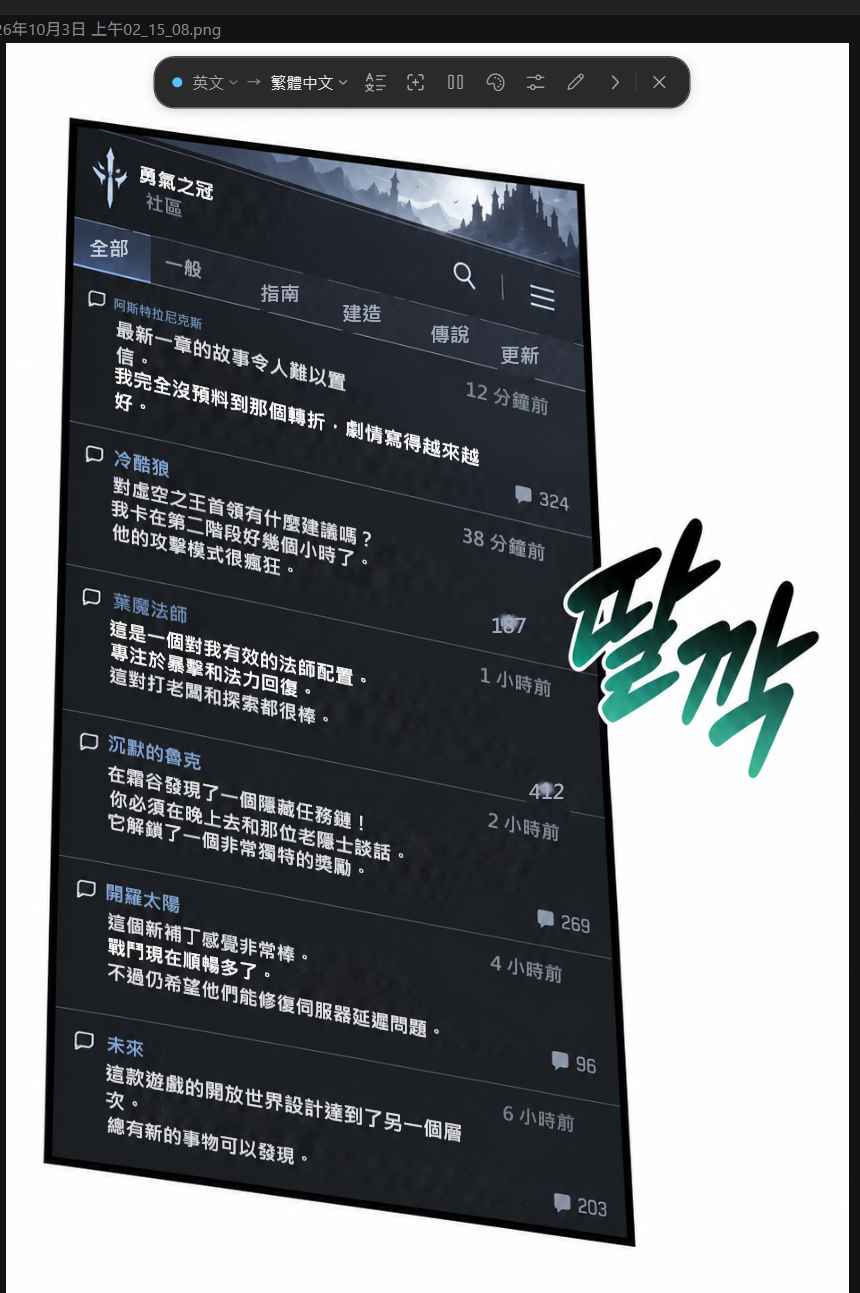 26年10月3日 上午02_15_08.png
英文 → 繁體中文
勇氣之冠
社區
全部
一般
指南
建造
傳說
更新
阿斯特拉尼克斯
最新一章的故事令人難以置
信。
我完全沒預料到那個轉折，劇情寫得越來越
好。
12 分鐘前
324
冷酷狼
對虛空之王首領有什麼建議嗎？
我卡在第二階段好幾個小時了。
他的攻擊模式很瘋狂。
38 分鐘前
187
葉魔法師
這是一個對我有效的法師配置。
專注於暴擊和法力回復。
這對打老闆和探索都很棒。
1 小時前
412
沉默的魯克
在霜谷發現了一個隱藏任務鏈！
你必須在晚上去和那位老隱士談話。
它解鎖了一個非常獨特的獎勵。
2 小時前
269
開羅太陽
這個新補丁感覺非常棒。
戰鬥現在順暢多了。
不過仍希望他們能修復伺服器延遲問題。
4 小時前
96
未來
這款遊戲的開放世界設計達到了另一個層
次。
總有新的事物可以發現。
6 小時前
203
딸깍